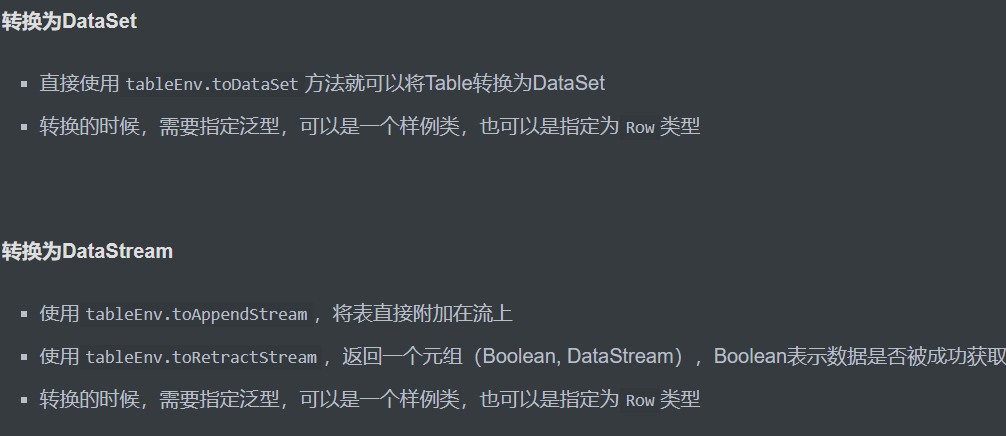 转换为DataSet
直接使用 tableEnv.toDataSet 方法就可以将Table转换为DataSet
转换的时候，需要指定泛型，可以是一个样例类，也可以是指定为 Row 类型
转换为DataStream
使用 tableEnv.toAppendStream ，将表直接附加在流上
使用 tableEnv.toRetractStream ，返回一个元组（Boolean, DataStream），Boolean表示数据是否被成功获取
转换的时候，需要指定泛型，可以是一个样例类，也可以是指定为 Row 类型